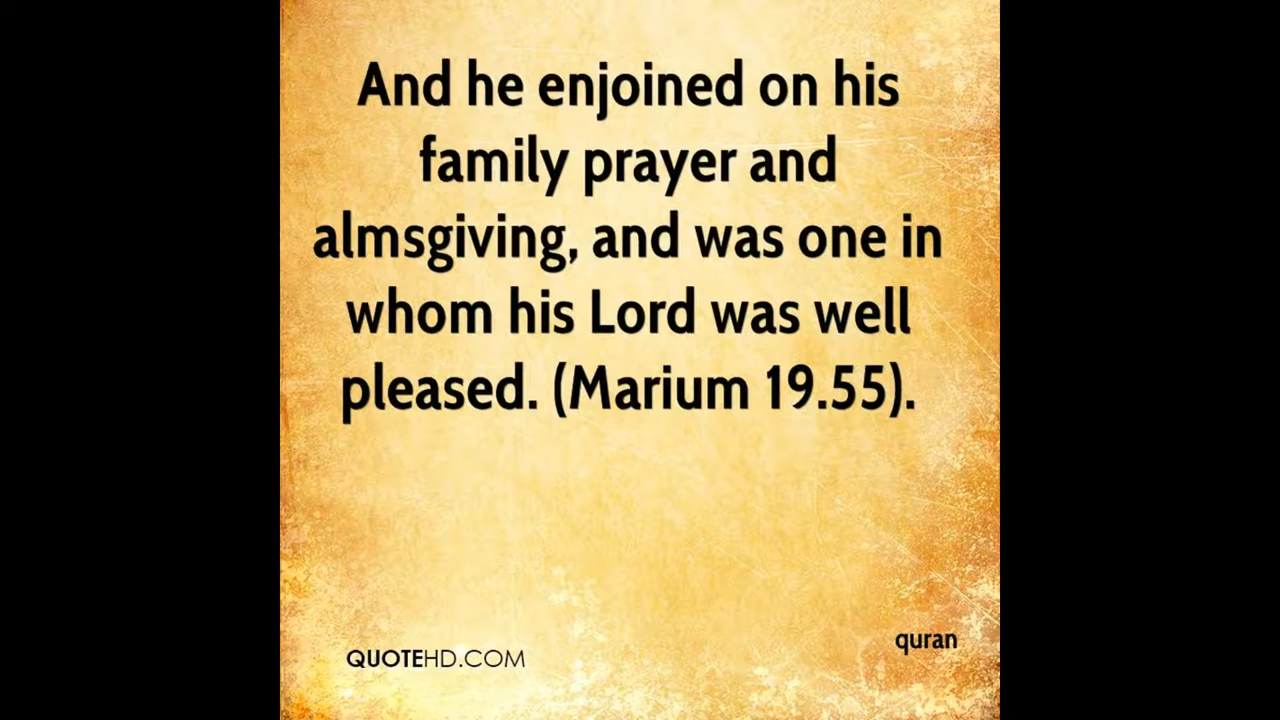 And he enjoined on his
family prayer and
almsgiving, and was one in
whom his Lord was well
pleased. (Marium 19.55).
quran
QUOTEHD.COM